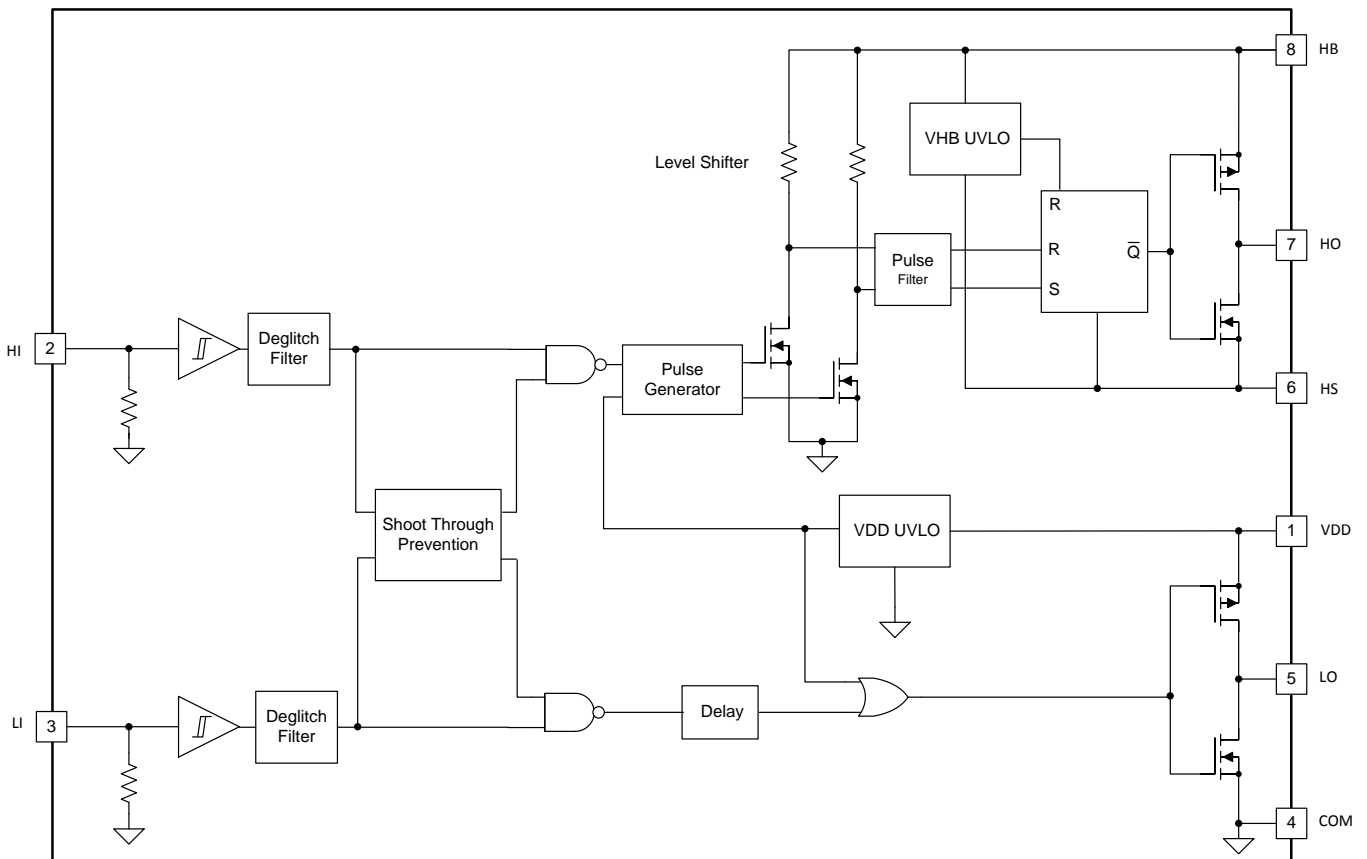 8 HB
VHB UVLO
Level Shifter
R
R
Q̅
S
7 HO
Pulse
Filter
HI 2
Deglitch
Filter
Pulse
Generator
6 HS
Shoot Through
Prevention
VDD UVLO
1 VDD
LI 3
Deglitch
Filter
Delay
5 LO
4 COM